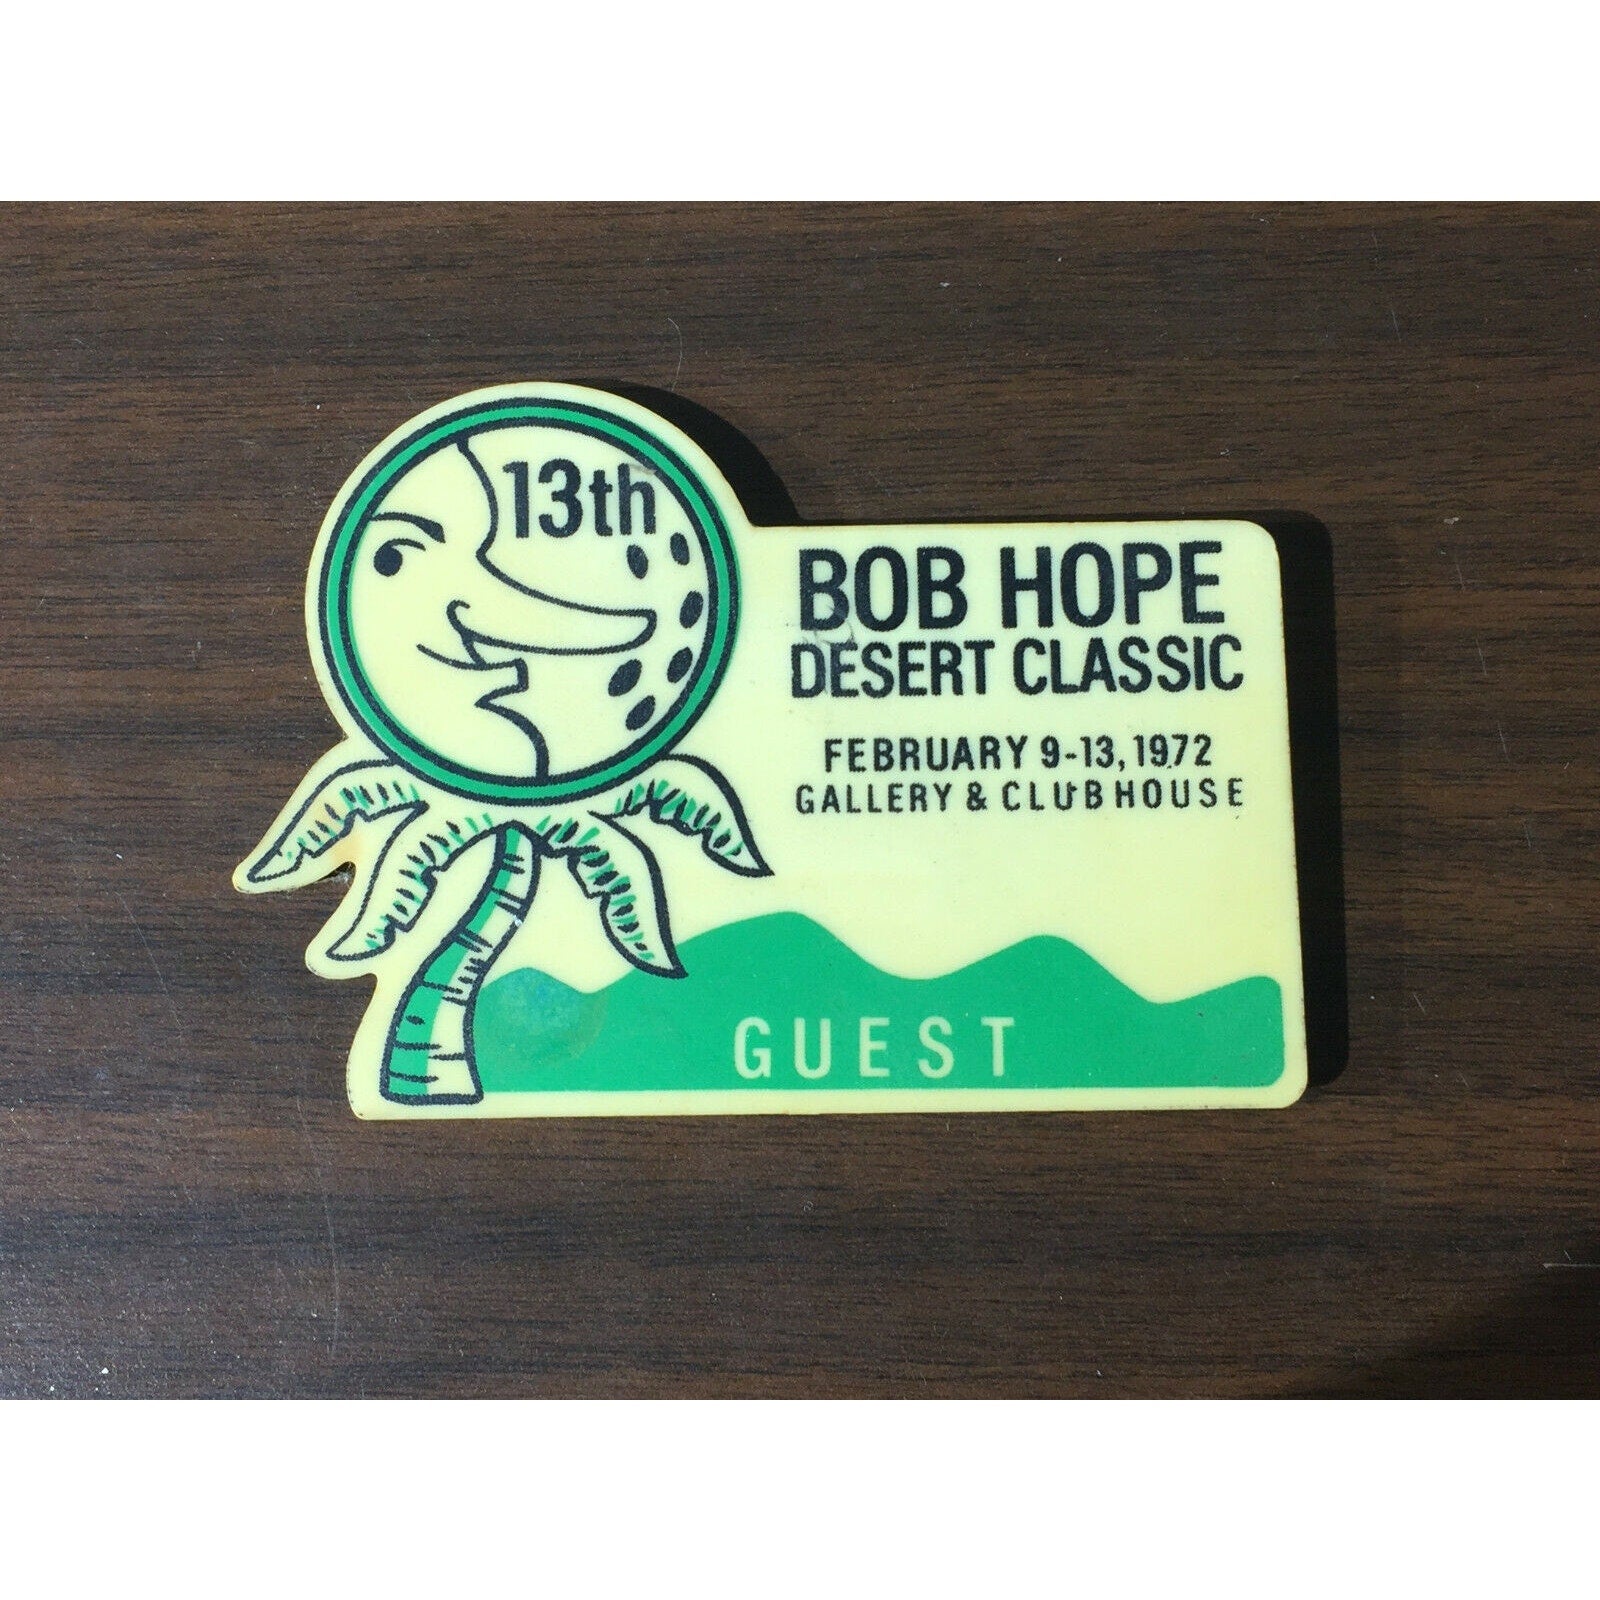 13th
BOB HOPE
DESERT CLASSIC
FEBRUARY 9-13, 1972
GALLERY & CLUBHOUSE
GUEST